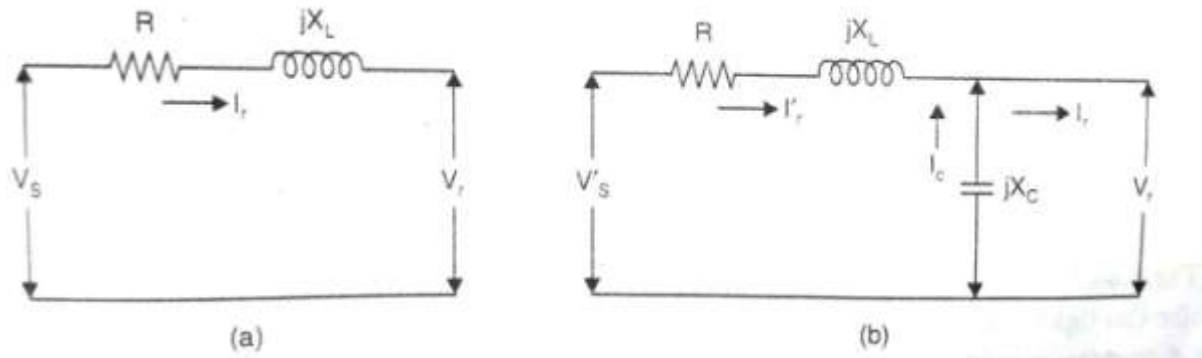 R jX_L
I_r
V_S V_r
(a)
R jX_L
I'_r I_r
I_c
V'_S jX_C V_r
(b)